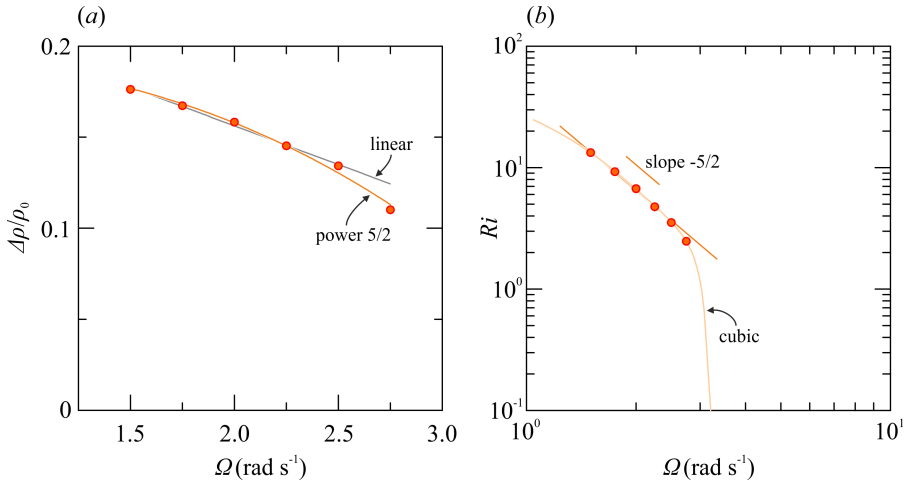 (a)
0.2
0.1
0
Δρ/ρ₀
linear
power 5/2
1.5
2.0
2.5
3.0
Ω (rad s⁻¹)
(b)
10²
10¹
10⁰
10⁻¹
Ri
slope -5/2
cubic
10⁰
10¹
Ω (rad s⁻¹)